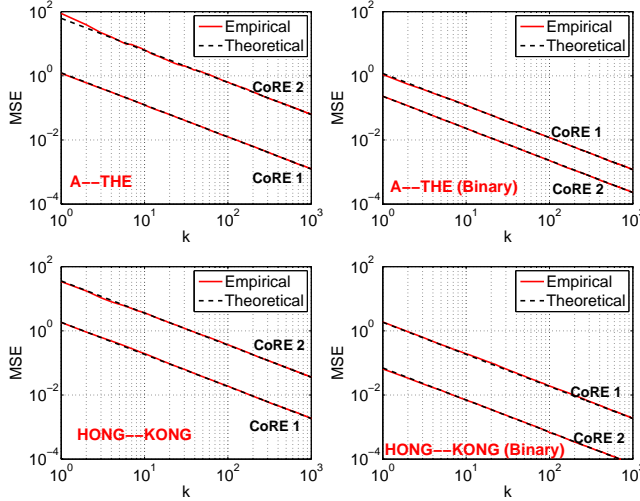 10^2
10^0
10^−2
10^−4
MSE
Empirical
Theoretical
CoRE 2
CoRE 1
A−−THE
10^0 10^1 10^2 10^3
k
10^2
10^0
10^−2
10^−4
MSE
Empirical
Theoretical
CoRE 1
CoRE 2
A−−THE (Binary)
10^0 10^1 10^2 10^3
k
10^2
10^0
10^−2
10^−4
MSE
Empirical
Theoretical
CoRE 2
CoRE 1
HONG−−KONG
10^0 10^1 10^2 10^3
k
10^2
10^0
10^−2
10^−4
MSE
Empirical
Theoretical
CoRE 1
CoRE 2
HONG−−KONG (Binary)
10^0 10^1 10^2 10^3
k